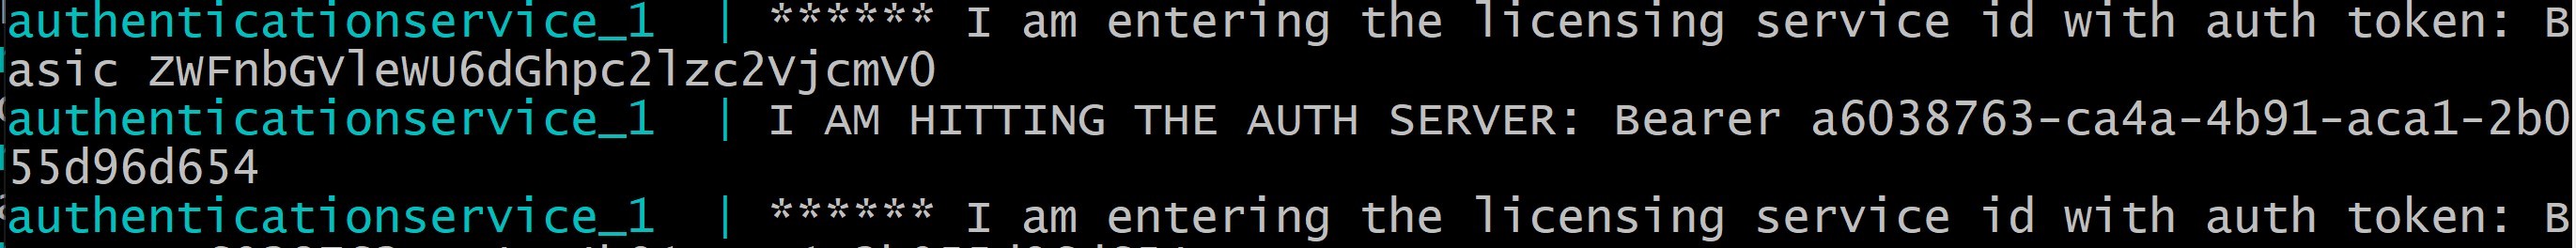 authenticationservice_1  | ****** I am entering the licensing service id with auth token: B
asic ZWFnbGVleWU6dGhpc2lzc2VjcmV0
authenticationservice_1  | I AM HITTING THE AUTH SERVER: Bearer a6038763-ca4a-4b91-aca1-2b0
55d96d654
authenticationservice_1  | ****** I am entering the licensing service id with auth token: B